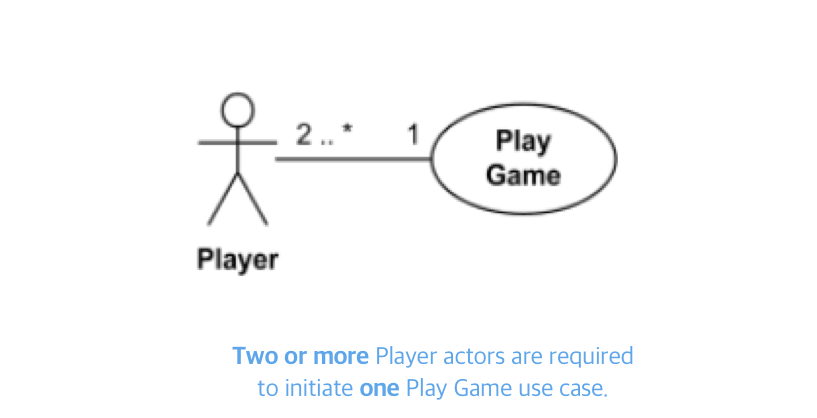 2 .. * 1
Play
Game
Player
Two or more Player actors are required
to initiate one Play Game use case.